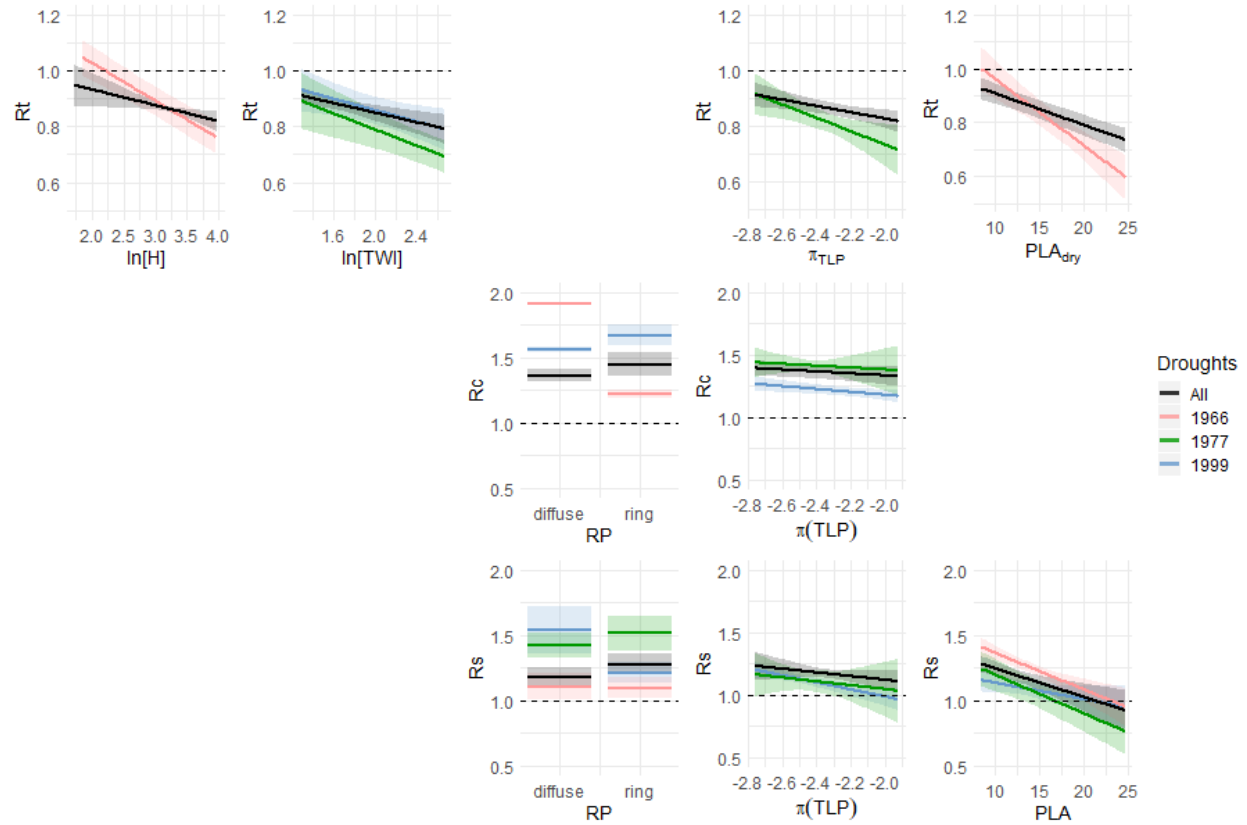 1.2
1.0
0.8
0.6
Rt
2.0 2.5 3.0 3.5 4.0
ln[H]
1.2
1.0
0.8
0.6
Rt
1.6 2.0 2.4
ln[TWI]
1.2
1.0
0.8
0.6
Rt
-2.8 -2.6 -2.4 -2.2 -2.0
πTLP
1.2
1.0
0.8
0.6
Rt
10 15 20 25
PLAdry
2.0
1.5
1.0
0.5
Rc
diffuse ring
RP
2.0
1.5
1.0
0.5
Rc
-2.8 -2.6 -2.4 -2.2 -2.0
π(TLP)
Droughts
All
1966
1977
1999
2.0
1.5
1.0
0.5
Rs
diffuse ring
RP
2.0
1.5
1.0
0.5
Rs
-2.8 -2.6 -2.4 -2.2 -2.0
π(TLP)
2.0
1.5
1.0
0.5
Rs
10 15 20 25
PLA